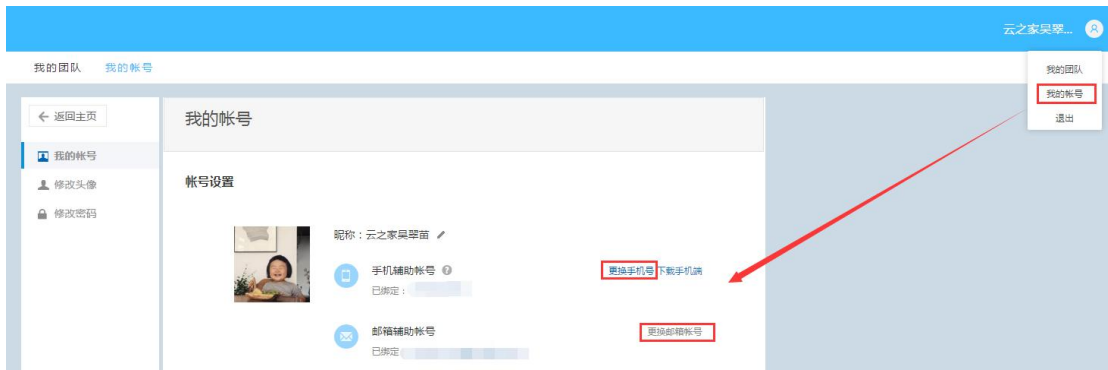 云之家吴翠...
我的团队 我的帐号
我的团队
我的帐号
退出
返回主页
我的帐号
修改头像
修改密码
我的帐号
帐号设置
昵称：云之家吴翠苗
手机辅助帐号 ?
更换手机号 下载手机端
已绑定：
邮箱辅助帐号
更换邮箱帐号
已绑定